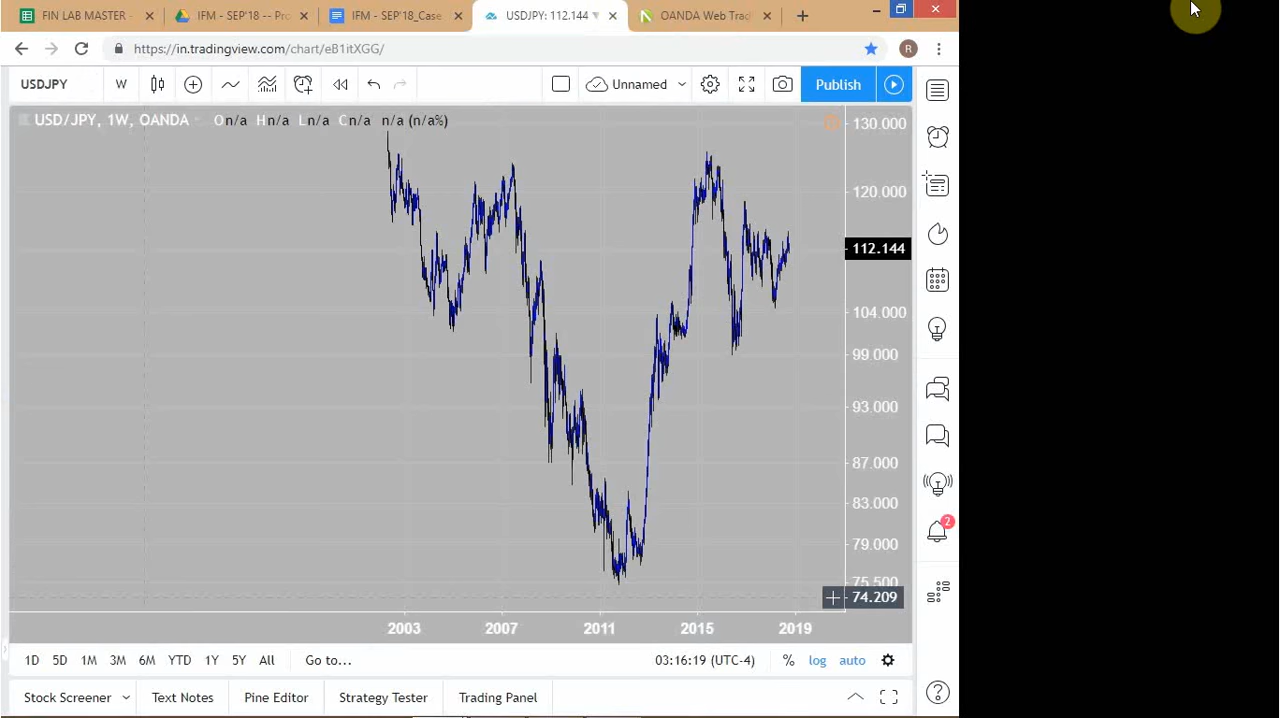 FIN LAB MASTER -
IFM - SEP'18 -- Pro
IFM - SEP'18_Case
USDJPY: 112.144
OANDA Web Trad
https://in.tradingview.com/chart/eB1itXGG/
R
USDJPY
W
Unnamed
Publish
USD/JPY, 1W, OANDA
On/a Hn/a Ln/a Cn/a n/a (n/a%)
130.000
120.000
112.144
104.000
99.000
93.000
87.000
83.000
79.000
75.500
74.209
2
2003 2007 2011 2015 2019
1D 5D 1M 3M 6M YTD 1Y 5Y All Go to... 03:16:19 (UTC-4) % log auto
Stock Screener Text Notes Pine Editor Strategy Tester Trading Panel